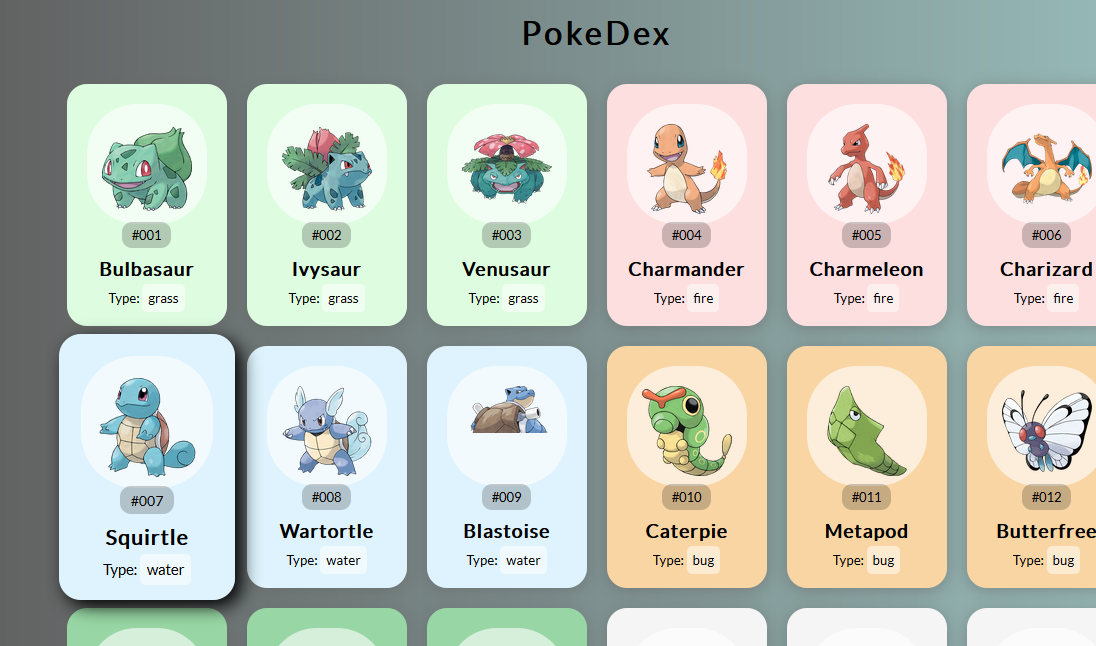 PokeDex
#001
Bulbasaur
Type: grass
#002
Ivysaur
Type: grass
#003
Venusaur
Type: grass
#004
Charmander
Type: fire
#005
Charmeleon
Type: fire
#006
Charizard
Type: fire
#007
Squirtle
Type: water
#008
Wartortle
Type: water
#009
Blastoise
Type: water
#010
Caterpie
Type: bug
#011
Metapod
Type: bug
#012
Butterfree
Type: bug